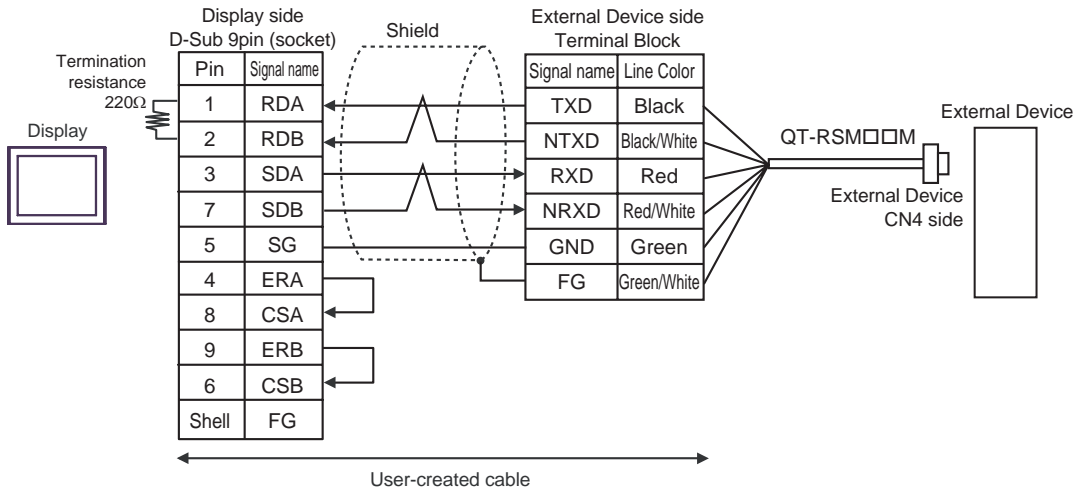 Display side
D-Sub 9pin (socket)
Shield
External Device side
Terminal Block
Termination
resistance
220Ω
Pin Signal name
Signal name Line Color
1 RDA
TXD Black
2 RDB
NTXD Black/White
3 SDA
RXD Red
7 SDB
NRXD Red/White
5 SG
GND Green
4 ERA
FG Green/White
8 CSA
9 ERB
6 CSB
Shell FG
Display
QT-RSM□□M
External Device
CN4 side
External Device
User-created cable